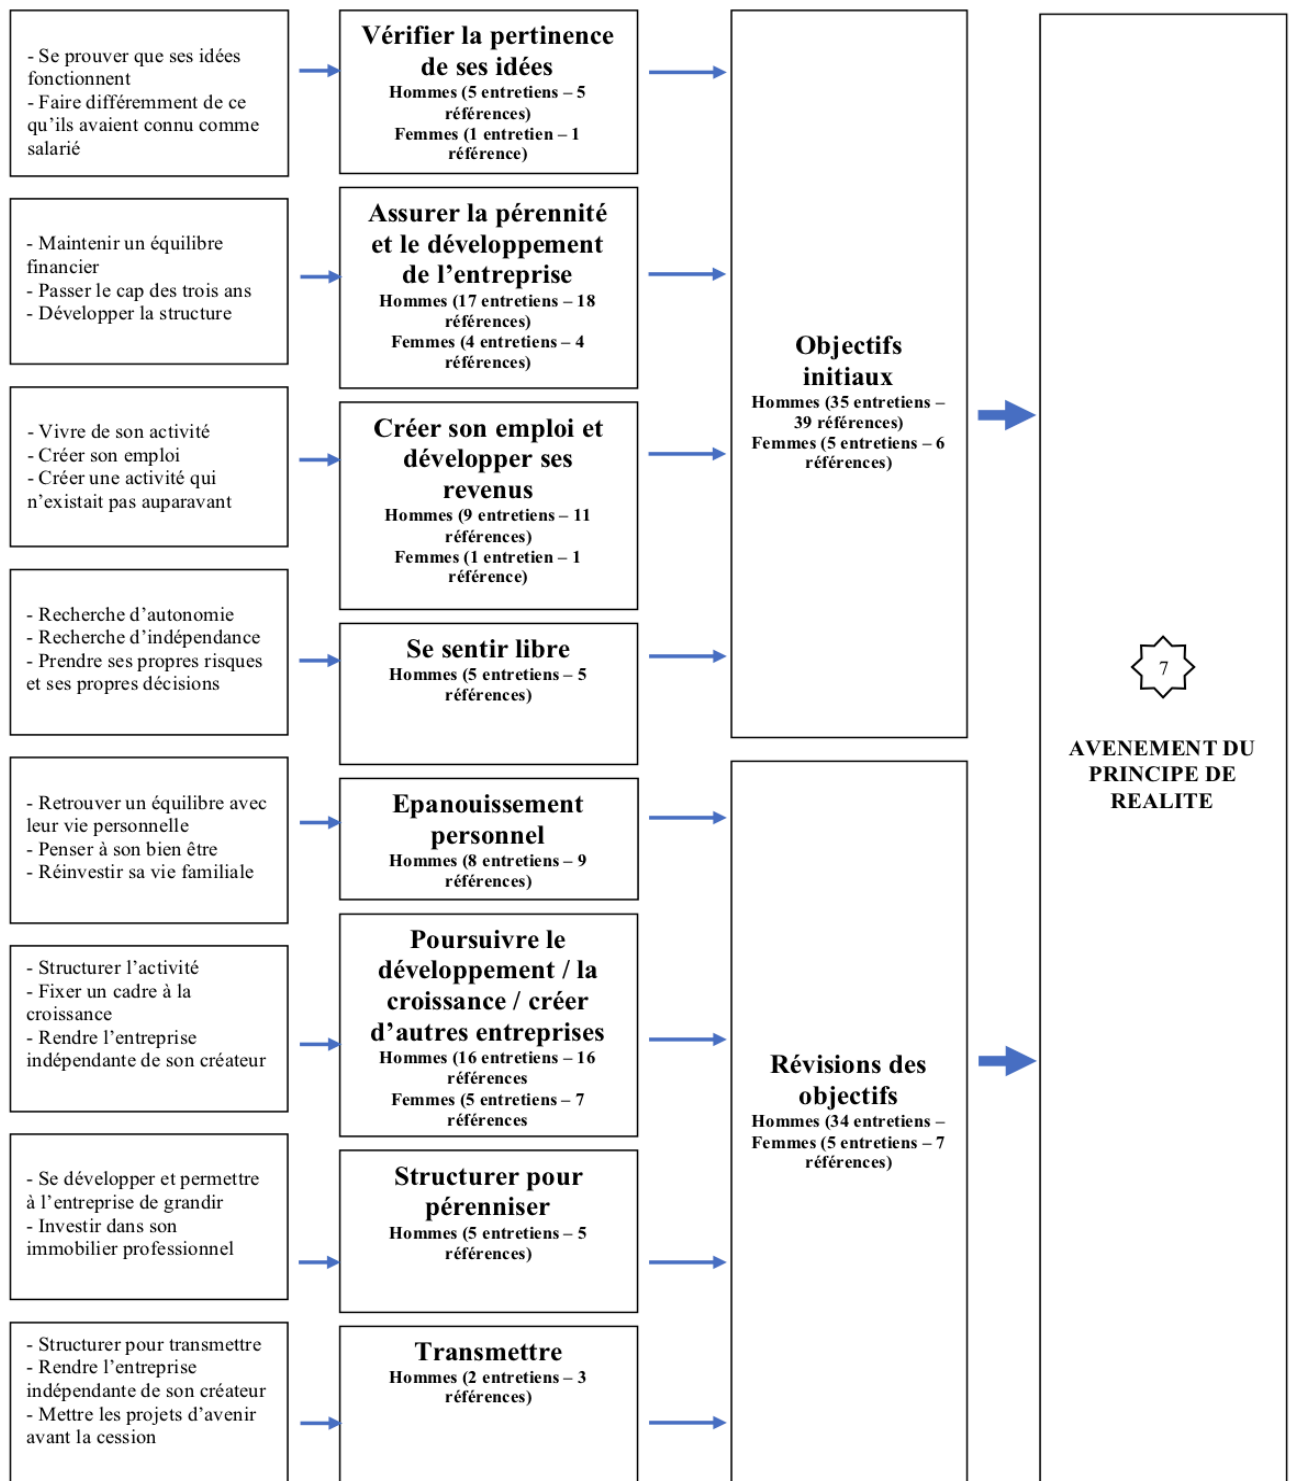 - Se prouver que ses idées
fonctionnent
- Faire différemment de ce
qu’ils avaient connu comme
salarié
Vérifier la pertinence
de ses idées
Hommes (5 entretiens – 5
références)
Femmes (1 entretien – 1
référence)
- Maintenir un équilibre
financier
- Passer le cap des trois ans
- Développer la structure
Assurer la pérennité
et le développement
de l’entreprise
Hommes (17 entretiens – 18
références)
Femmes (4 entretiens – 4
références)
- Vivre de son activité
- Créer son emploi
- Créer une activité qui
n’existait pas auparavant
Créer son emploi et
développer ses
revenus
Hommes (9 entretiens – 11
références)
Femmes (1 entretien – 1
référence)
- Recherche d’autonomie
- Recherche d’indépendance
- Prendre ses propres risques
et ses propres décisions
Se sentir libre
Hommes (5 entretiens – 5
références)
Objectifs
initiaux
Hommes (35 entretiens –
39 références)
Femmes (5 entretiens – 6
références)
- Retrouver un équilibre avec
leur vie personnelle
- Penser à son bien être
- Réinvestir sa vie familiale
Epanouissement
personnel
Hommes (8 entretiens – 9
références)
- Structurer l’activité
- Fixer un cadre à la
croissance
- Rendre l’entreprise
indépendante de son créateur
Poursuivre le
développement / la
croissance / créer
d’autres entreprises
Hommes (16 entretiens – 16
références
Femmes (5 entretiens – 7
références
- Se développer et permettre
à l’entreprise de grandir
- Investir dans son
immobilier professionnel
Structurer pour
pérenniser
Hommes (5 entretiens – 5
références)
- Structurer pour transmettre
- Rendre l’entreprise
indépendante de son créateur
- Mettre les projets d’avenir
avant la cession
Transmettre
Hommes (2 entretiens – 3
références)
Révisions des
objectifs
Hommes (34 entretiens –
Femmes (5 entretiens – 7
références)
7
AVENEMENT DU
PRINCIPE DE
REALITE